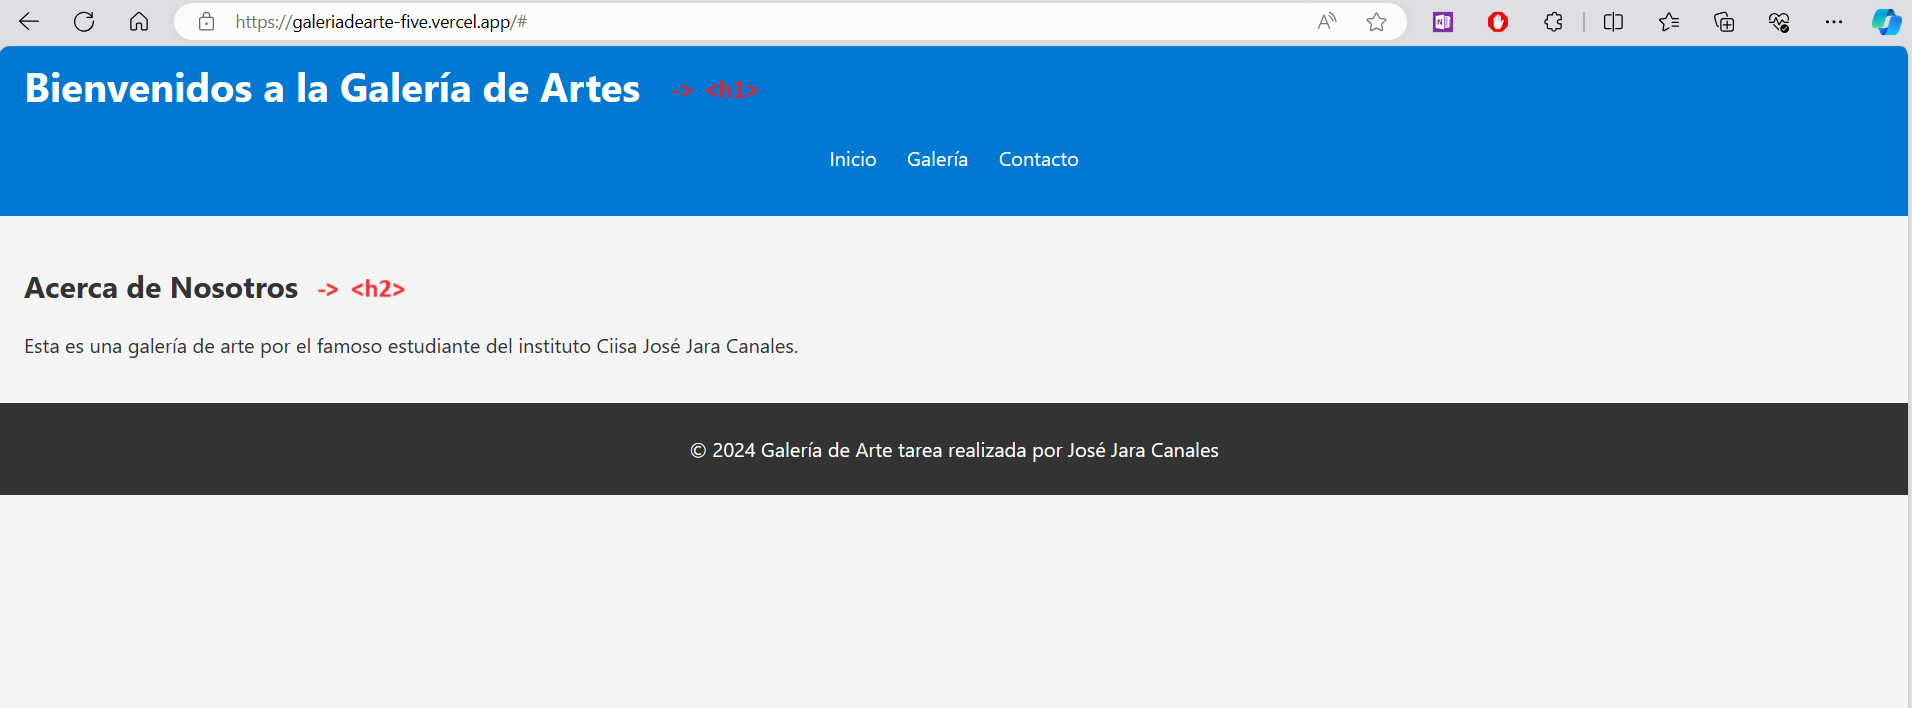 https://galeriadearte-five.vercel.app/#
Bienvenidos a la Galería de Artes -> <h1>
Inicio Galería Contacto
Acerca de Nosotros -> <h2>
Esta es una galería de arte por el famoso estudiante del instituto Ciisa José Jara Canales.
© 2024 Galería de Arte tarea realizada por José Jara Canales